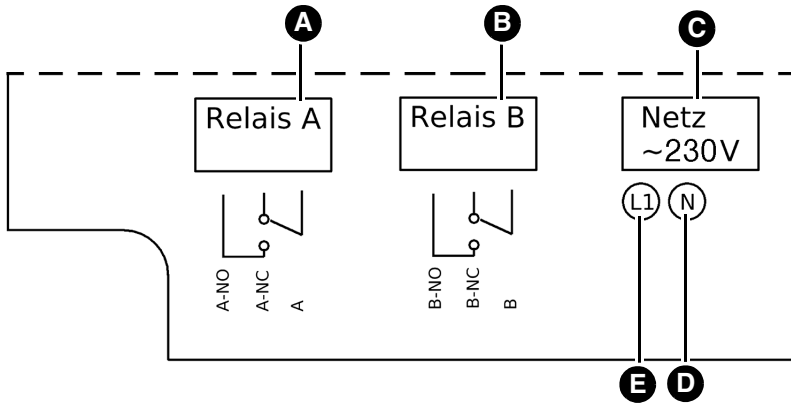 A
B
C
Relais A
Relais B
Netz
~230V
L1
N
A-NO
A-NC
A
B-NO
B-NC
B
E
D